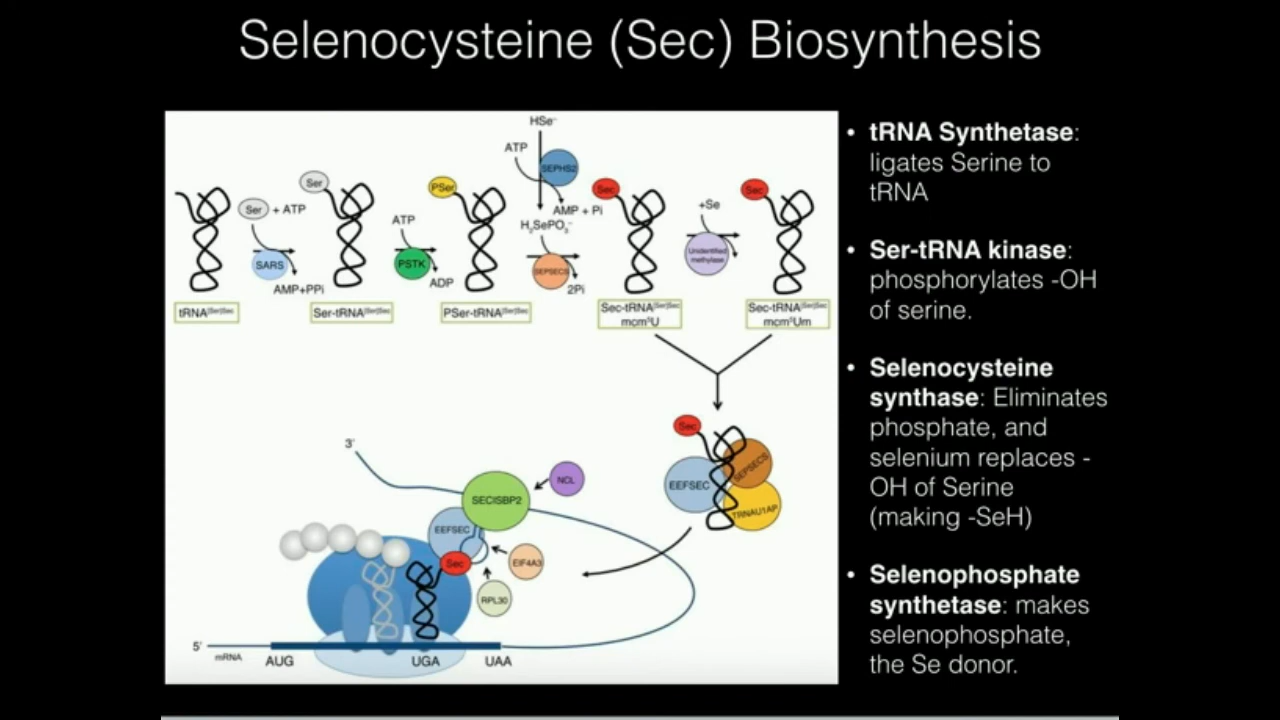 Selenocysteine (Sec) Biosynthesis
HSe⁻
ATP
SEPHS2
AMP + Pi
H₂SePO₃⁻
Ser
Ser + ATP
SARS
AMP+PPi
PSer
ATP
PSTK
ADP
SEPSECS
2Pi
Sec
+Se
Unidentified
methylase
Sec
tRNA[Ser]Sec
Ser-tRNA[Ser]Sec
PSer-tRNA[Ser]Sec
Sec-tRNA[Ser]Sec
mcm⁵U
Sec-tRNA[Ser]Sec
mcm⁵Um
Sec
EEFSEC
SEPSECS
TRNAU1AP
3'
SECISBP2
NCL
EEFSEC
Sec
EIF4A3
RPL30
5'
mRNA
AUG
UGA
UAA
• tRNA Synthetase:
ligates Serine to
tRNA
• Ser-tRNA kinase:
phosphorylates -OH
of serine.
• Selenocysteine
synthase: Eliminates
phosphate, and
selenium replaces -
OH of Serine
(making -SeH)
• Selenophosphate
synthetase: makes
selenophosphate,
the Se donor.